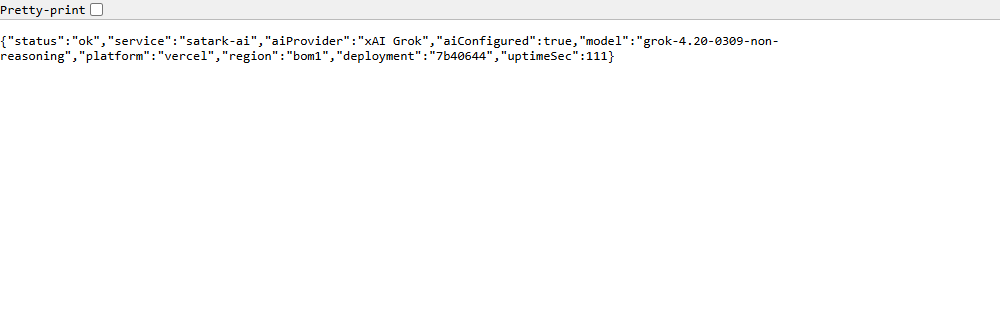 Pretty-print
{"status":"ok","service":"satark-ai","aiProvider":"xAI Grok","aiConfigured":true,"model":"grok-4.20-0309-non-
reasoning","platform":"vercel","region":"bom1","deployment":"7b40644","uptimeSec":111}